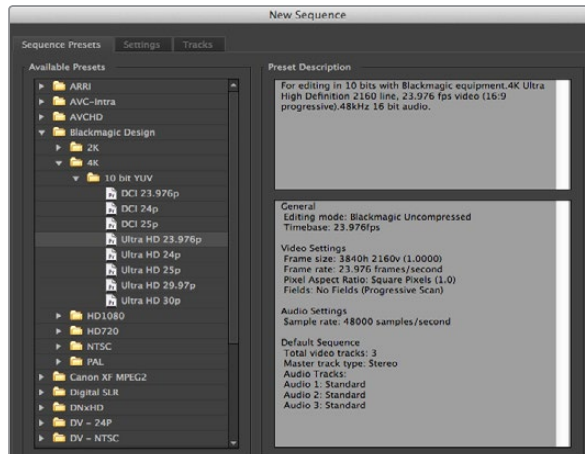 New Sequence
Sequence Presets
Settings
Tracks
Available Presets
ARRI
AVC-Intra
AVCHD
Blackmagic Design
2K
4K
10 bit YUV
DCI 23.976p
DCI 24p
DCI 25p
Ultra HD 23.976p
Ultra HD 24p
Ultra HD 25p
Ultra HD 29.97p
Ultra HD 30p
HD1080
HD720
NTSC
PAL
Canon XF MPEG2
Digital SLR
DNxHD
DV - 24P
DV - NTSC
Preset Description
For editing in 10 bits with Blackmagic equipment.4K Ultra
High Definition 2160 line, 23.976 fps video (16:9
progressive).48kHz 16 bit audio.
General
Editing mode: Blackmagic Uncompressed
Timebase: 23.976fps
Video Settings
Frame size: 3840h 2160v (1.0000)
Frame rate: 23.976 frames/second
Pixel Aspect Ratio: Square Pixels (1.0)
Fields: No Fields (Progressive Scan)
Audio Settings
Sample rate: 48000 samples/second
Default Sequence
Total video tracks: 3
Master track type: Stereo
Audio Tracks:
Audio 1: Standard
Audio 2: Standard
Audio 3: Standard